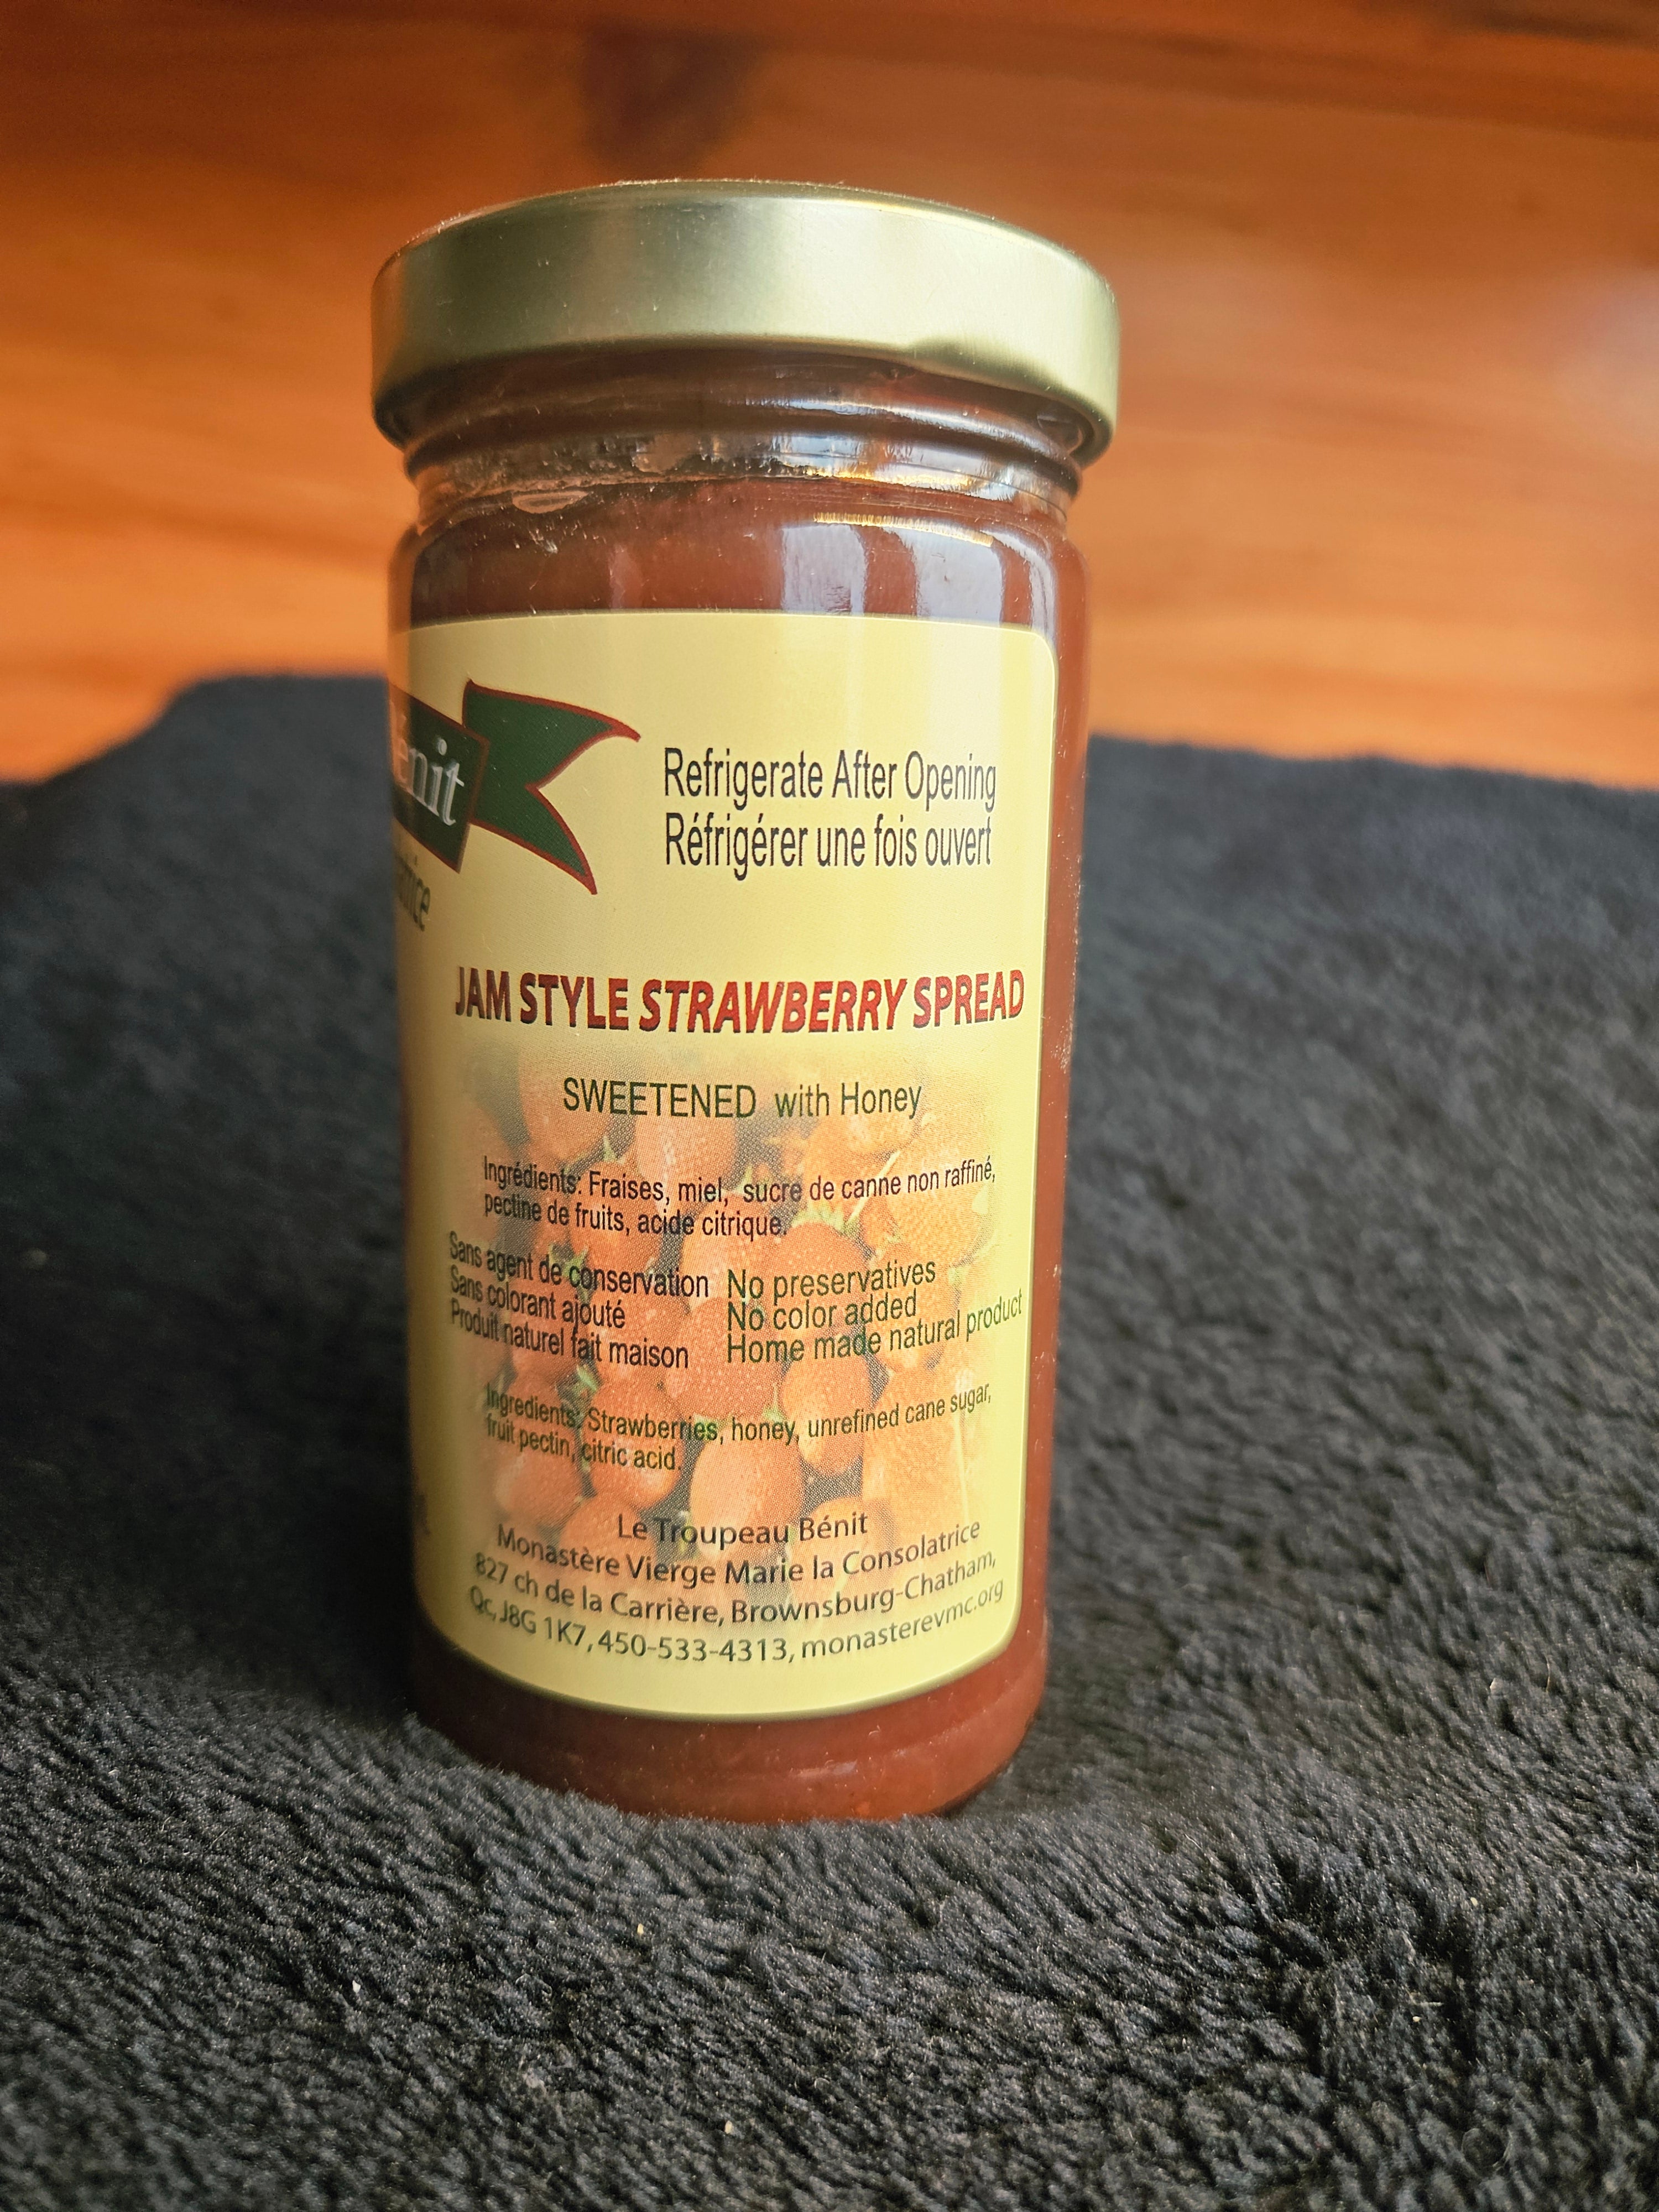 Refrigerate After Opening
Réfrigérer une fois ouvert
JAM STYLE STRAWBERRY SPREAD
SWEETENED with Honey
Ingrédients: Fraises, miel, sucre de canne non raffiné,
pectine de fruits, acide citrique.
Sans agent de conservation
Sans colorant ajouté
Produit naturel fait maison
No preservatives
No color added
Home made natural product
Ingredients: Strawberries, honey, unrefined cane sugar,
fruit pectin, citric acid.
Le Troupeau Bénit
Monastère Vierge Marie la Consolatrice
827 ch de la Carrière, Brownsburg-Chatham,
Qc, J8G 1K7, 450-533-4313, monasterevmc.org